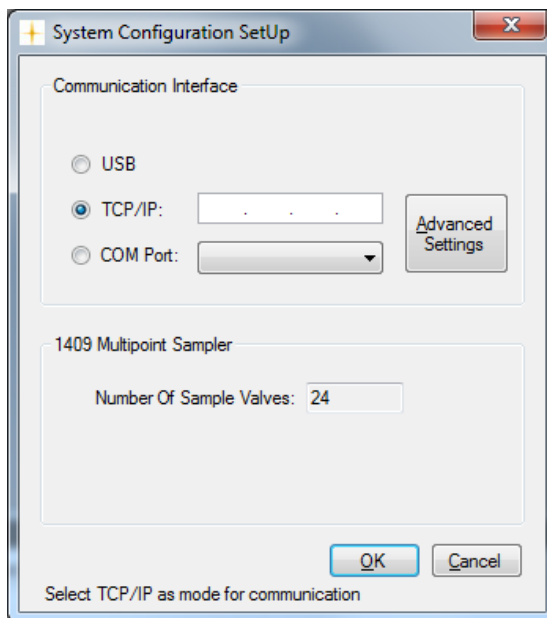 System Configuration SetUp
Communication Interface
USB
TCP/IP: . . .
COM Port:
Advanced
Settings
1409 Multipoint Sampler
Number Of Sample Valves: 24
OK Cancel
Select TCP/IP as mode for communication